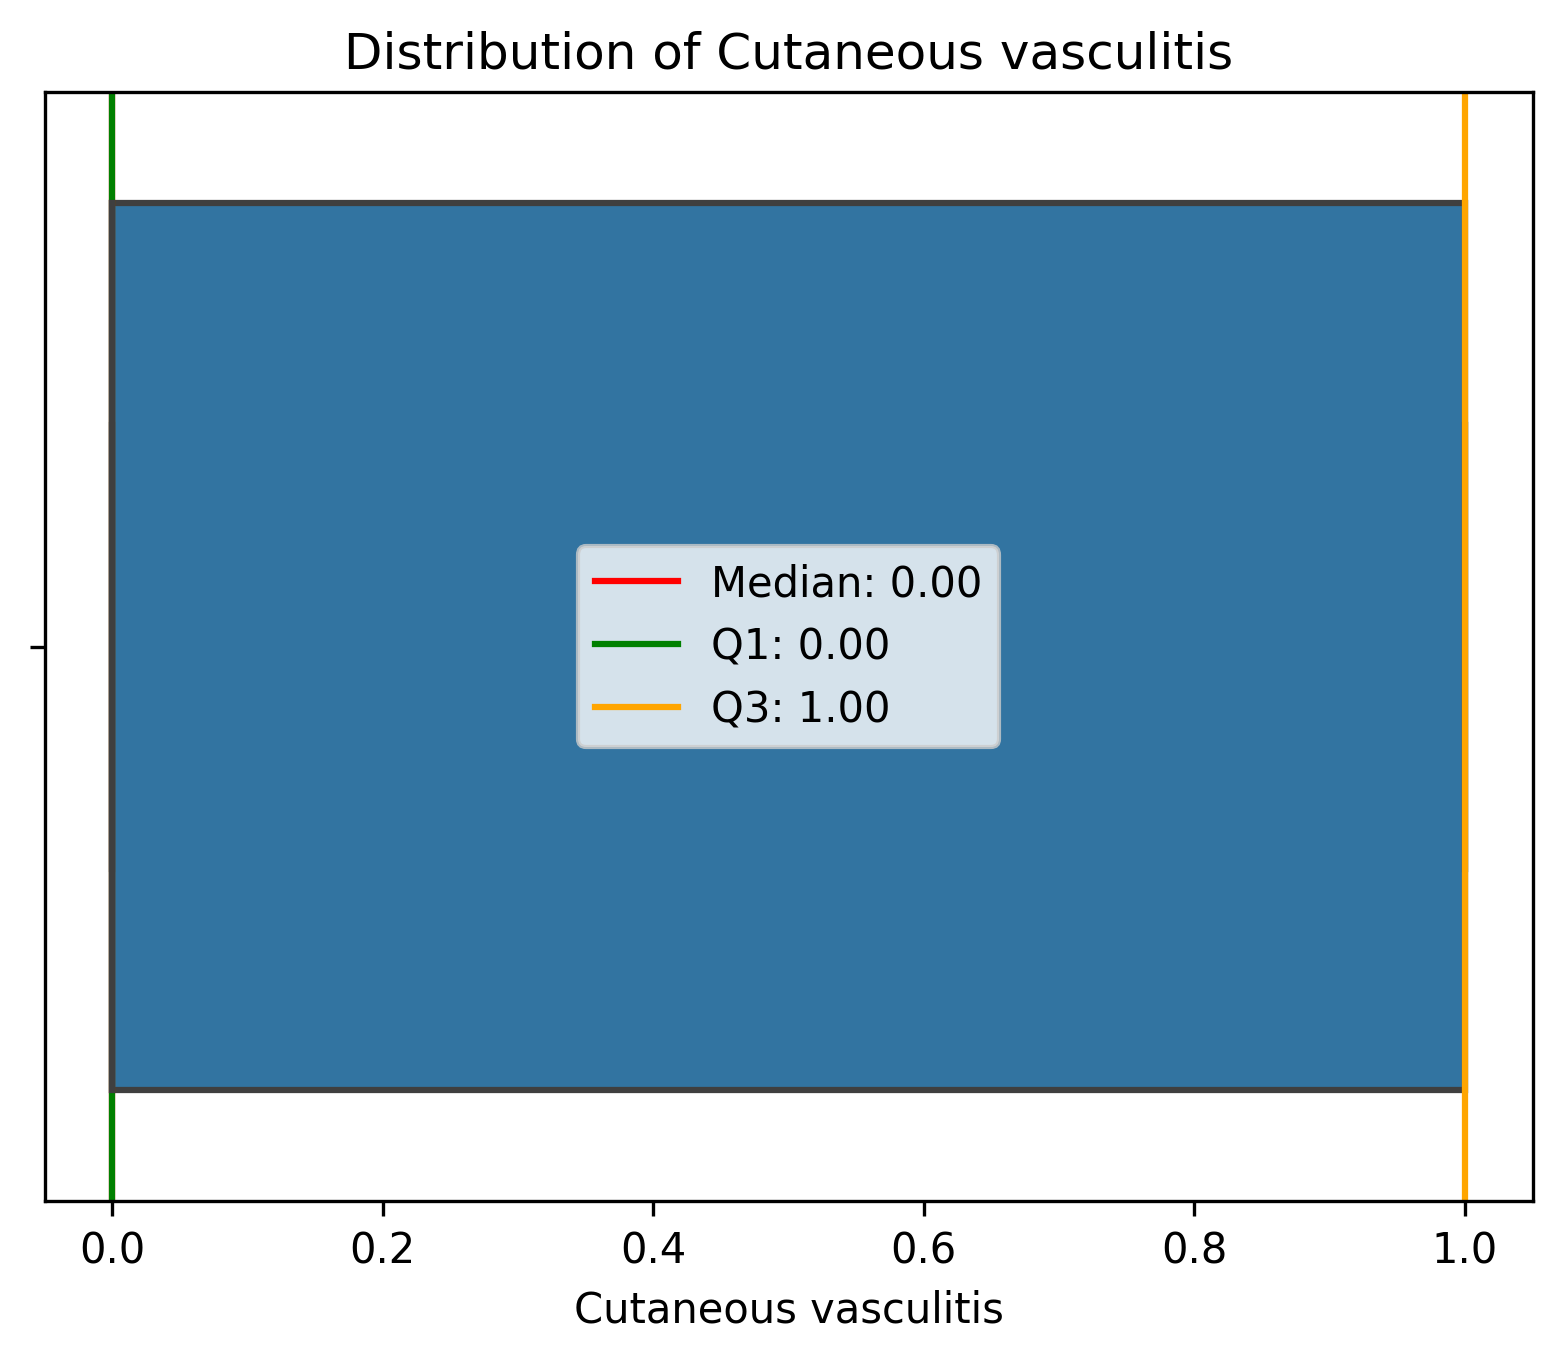 Distribution of Cutaneous vasculitis
Median: 0.00
Q1: 0.00
Q3: 1.00
0.0 0.2 0.4 0.6 0.8 1.0
Cutaneous vasculitis